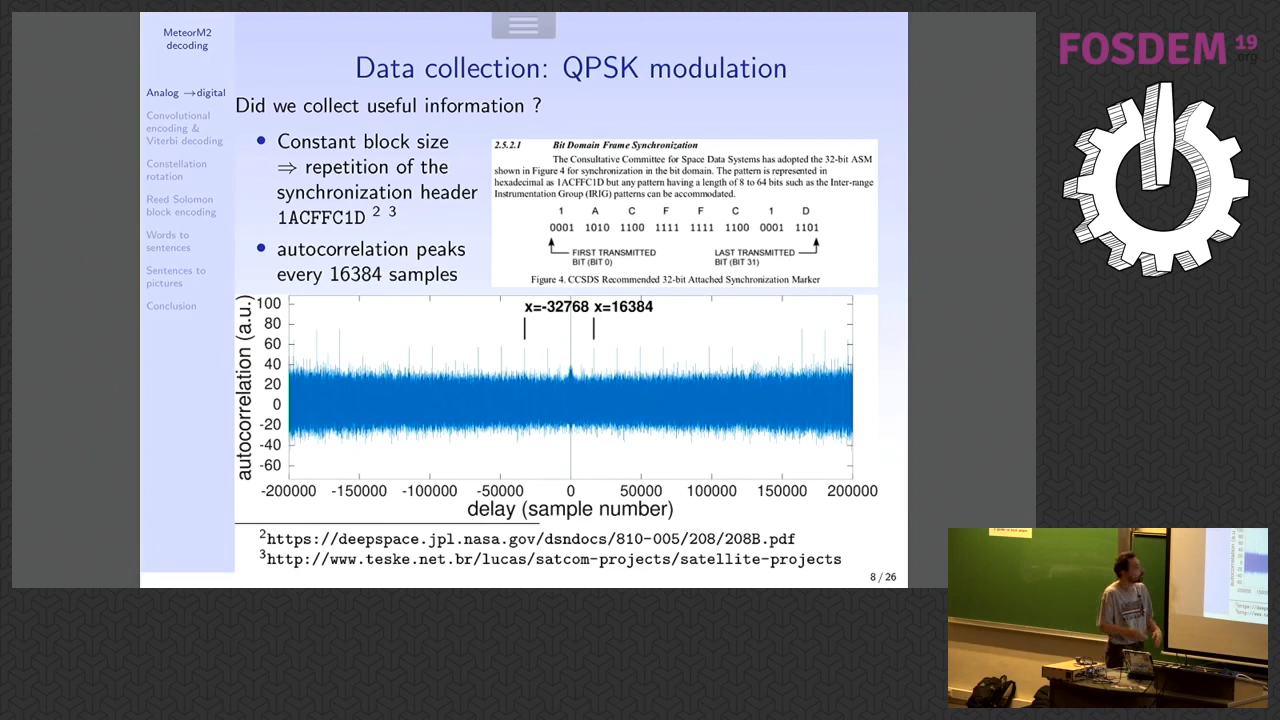 MeteorM2
decoding
Analog →digital
Convolutional
encoding &
Viterbi decoding
Constellation
rotation
Reed Solomon
block encoding
Words to
sentences
Sentences to
pictures
Conclusion
Data collection: QPSK modulation
Did we collect useful information ?
• Constant block size
⇒ repetition of the
synchronization header
1ACFFC1D 2 3
• autocorrelation peaks
every 16384 samples
2.5.2.1 Bit Domain Frame Synchronization
The Consultative Committee for Space Data Systems has adopted the 32-bit ASM
shown in Figure 4 for synchronization in the bit domain. The pattern is represented in
hexadecimal as 1ACFFC1D but any pattern having a length of 8 to 64 bits such as the Inter-range
Instrumentation Group (IRIG) patterns can be accommodated.
1 A C F F C 1 D
0001 1010 1100 1111 1111 1100 0001 1101
FIRST TRANSMITTED
BIT (BIT 0)
LAST TRANSMITTED
BIT (BIT 31)
Figure 4. CCSDS Recommended 32-bit Attached Synchronization Marker
autocorrelation (a.u.)
100
80
60
40
20
0
-20
-40
-60
x=-32768 x=16384
-200000 -150000 -100000 -50000 0 50000 100000 150000 200000
delay (sample number)
2https://deepspace.jpl.nasa.gov/dsndocs/810-005/208/208B.pdf
3http://www.teske.net.br/lucas/satcom-projects/satellite-projects
8 / 26
FOSDEM 19
.org